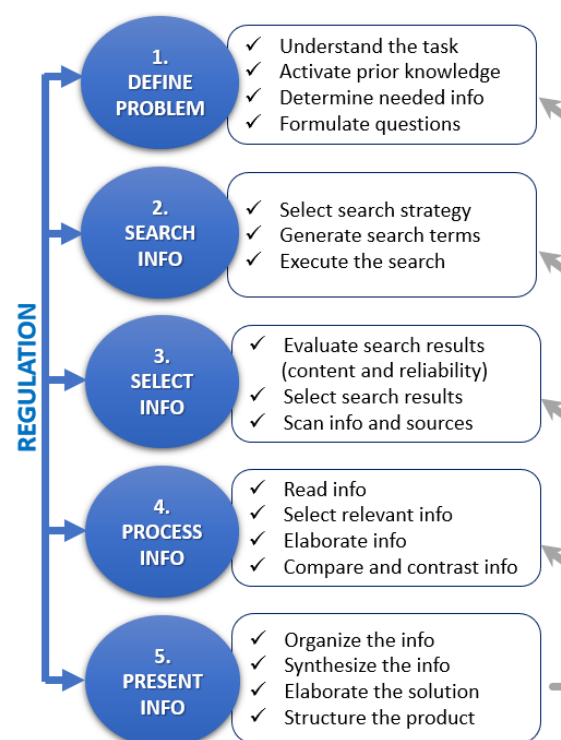 REGULATION
1.
DEFINE
PROBLEM
✓ Understand the task
✓ Activate prior knowledge
✓ Determine needed info
✓ Formulate questions
2.
SEARCH
INFO
✓ Select search strategy
✓ Generate search terms
✓ Execute the search
3.
SELECT
INFO
✓ Evaluate search results
(content and reliability)
✓ Select search results
✓ Scan info and sources
4.
PROCESS
INFO
✓ Read info
✓ Select relevant info
✓ Elaborate info
✓ Compare and contrast info
5.
PRESENT
INFO
✓ Organize the info
✓ Synthesize the info
✓ Elaborate the solution
✓ Structure the product